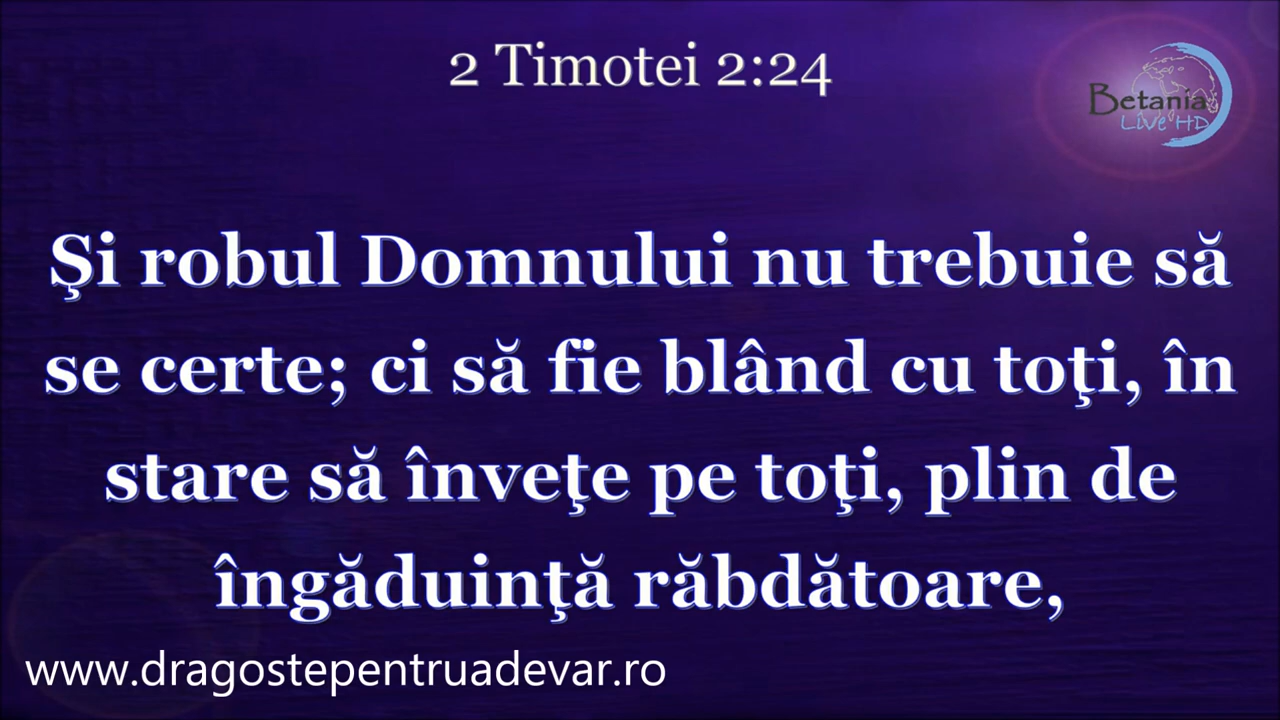 2 Timotei 2:24
Betania
Live HD
Şi robul Domnului nu trebuie să
se certe; ci să fie blând cu toţi, în
stare să înveţe pe toţi, plin de
îngăduinţă răbdătoare,
www.dragostepentruadevar.ro